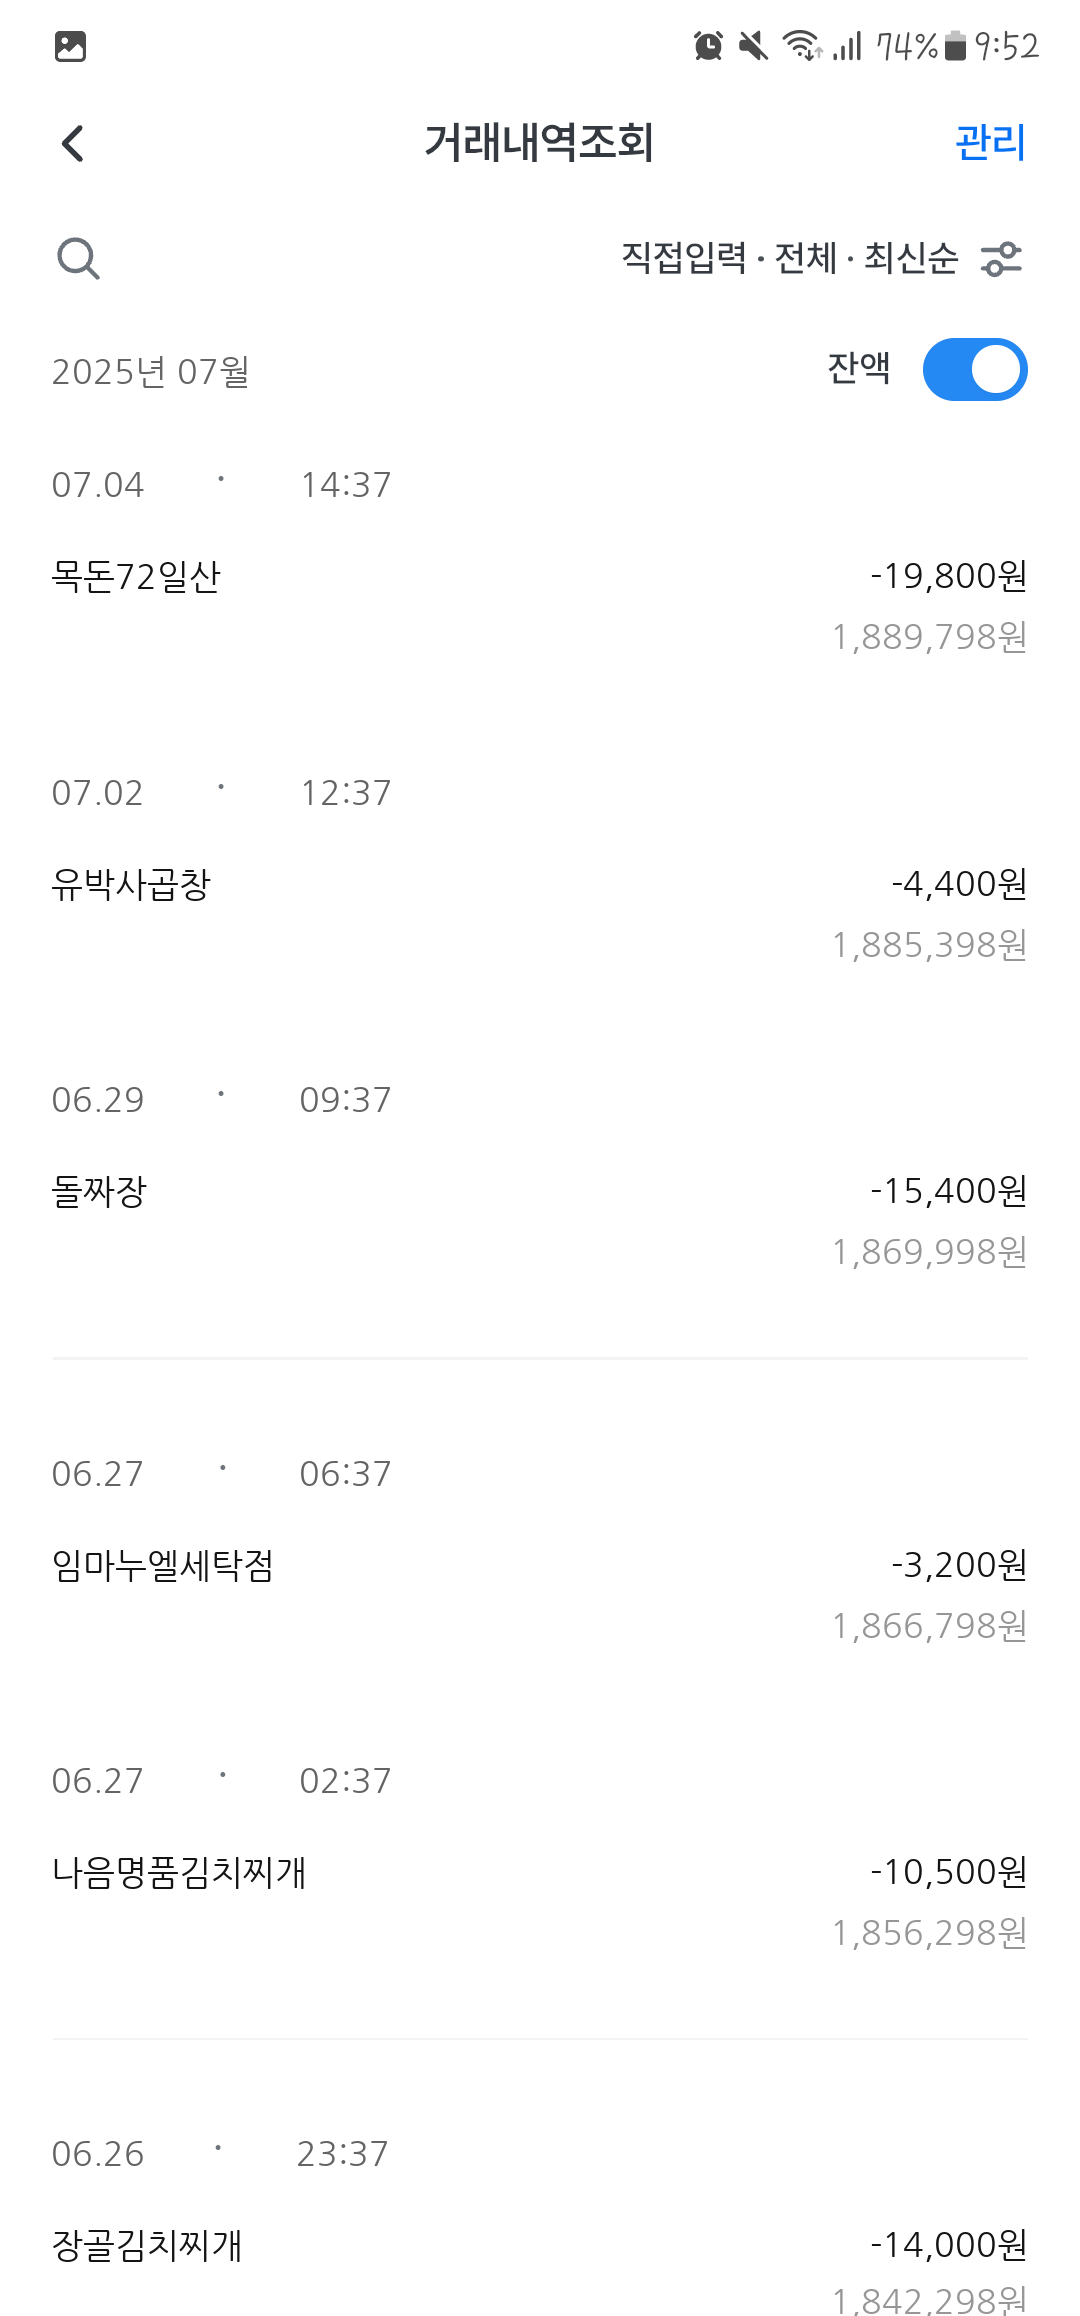 74% 9:52
거래내역조회 관리
직접입력 · 전체 · 최신순
2025년 07월 잔액
07.04 · 14:37
목돈72일산 -19,800원
1,889,798원
07.02 · 12:37
유박사곱창 -4,400원
1,885,398원
06.29 · 09:37
돌짜장 -15,400원
1,869,998원
06.27 · 06:37
임마누엘세탁점 -3,200원
1,866,798원
06.27 · 02:37
나음명품김치찌개 -10,500원
1,856,298원
06.26 · 23:37
장골김치찌개 -14,000원
1,842,298원